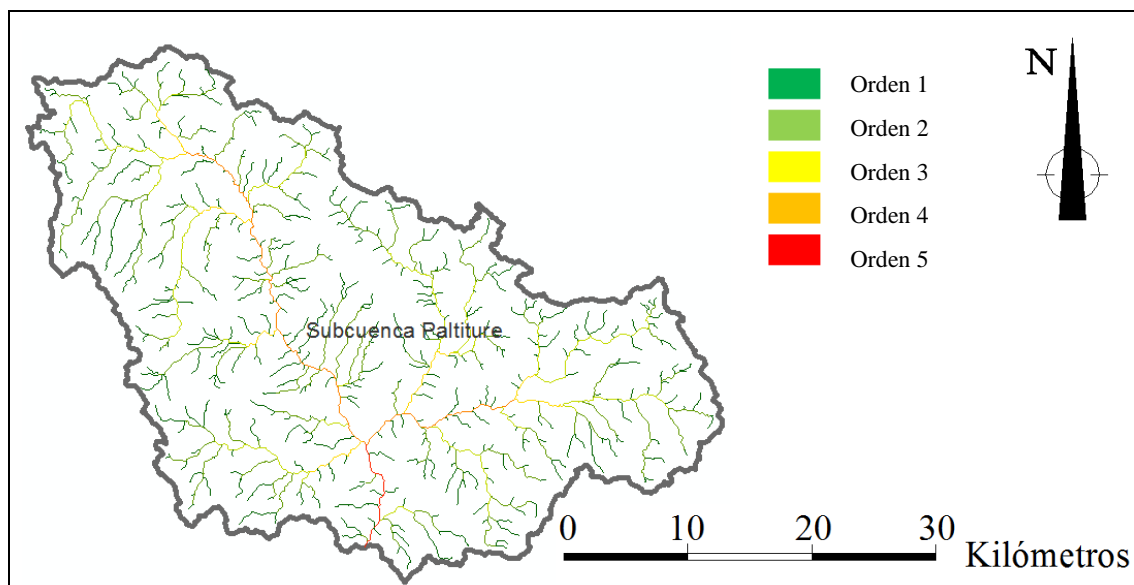 N
Orden 1
Orden 2
Orden 3
Orden 4
Orden 5
Subcuenca Paltiture
0 10 20 30
Kilómetros